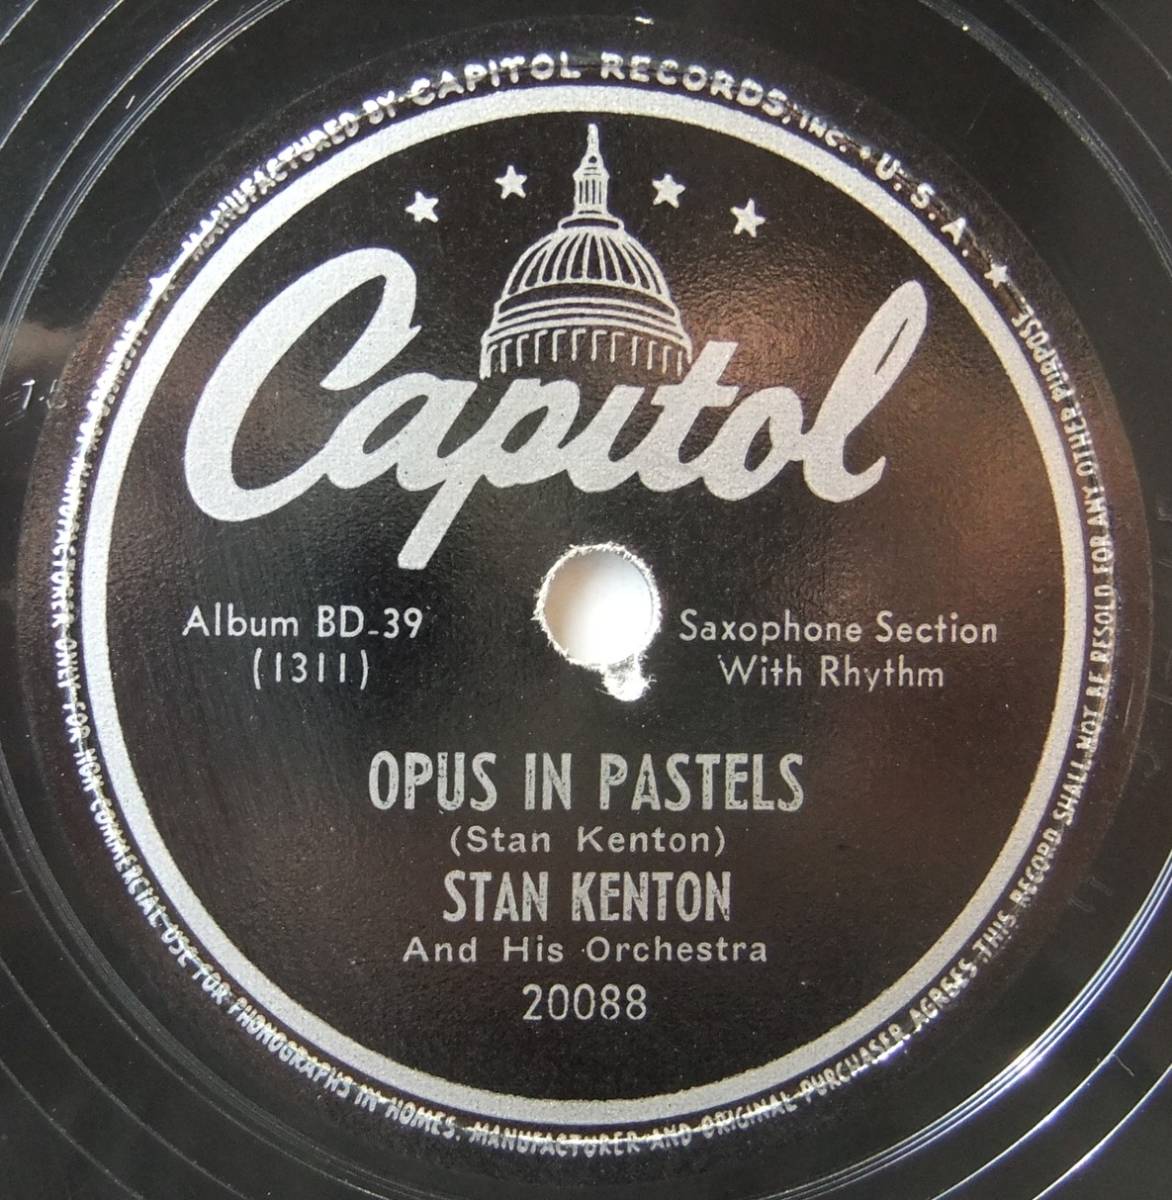 MANUFACTURED BY CAPITOL RECORDS, INC. • U. S. A.
Capitol
Album BD-39
(1311)
Saxophone Section
With Rhythm
OPUS IN PASTELS
(Stan Kenton)
STAN KENTON
And His Orchestra
20088
BY MANUFACTURER ONLY FOR NON-COMMERCIAL USE FOR PHONOGRAPHS IN HOMES. MANUFACTURER AND ORIGINAL PURCHASER AGREES THIS RECORD SHALL NOT BE RESOLD FOR ANY OTHER PURPOSE